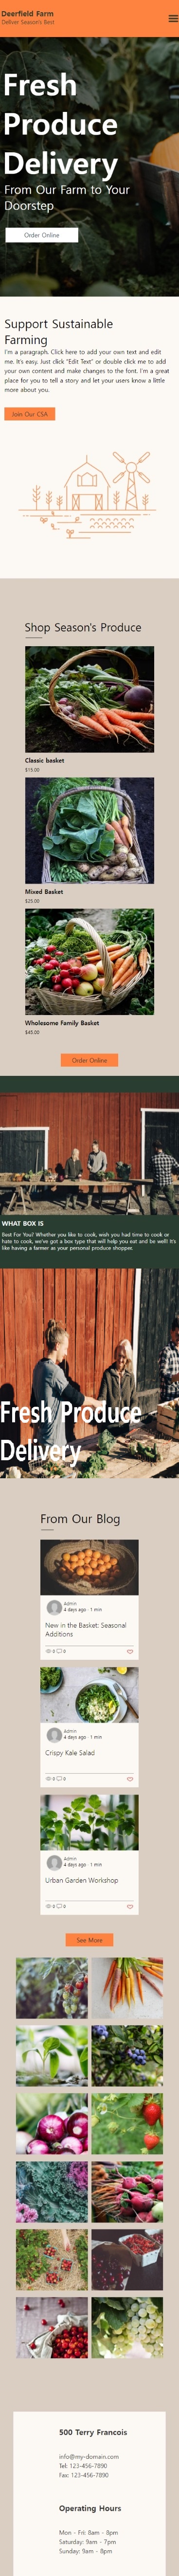 Deerfield Farm
Deliver Season's Best
Fresh
Produce
Delivery
From Our Farm to Your
Doorstep
Order Online
Support Sustainable
Farming
I'm a paragraph. Click here to add your own text and edit
me. It's easy. Just click "Edit Text" or double click me to add
your own content and make changes to the font. I'm a great
place for you to tell a story and let your users know a little
more about you.
Join Our CSA
Shop Season's Produce
Classic basket
$15.00
Mixed Basket
$25.00
Wholesome Family Basket
$45.00
Order Online
WHAT BOX IS
Best For You? Whether you like to cook, wish you had time to cook or
hate to cook, we've got a box type that will help you eat and be well! It's
like having a farmer as your personal produce shopper.
Fresh Produce
Delivery
From Our Blog
Admin
4 days ago · 1 min
New in the Basket: Seasonal
Additions
0 0
Admin
4 days ago · 1 min
Crispy Kale Salad
0 0
Admin
4 days ago · 1 min
Urban Garden Workshop
0 0
See More
500 Terry Francois
info@my-domain.com
Tel: 123-456-7890
Fax: 123-456-7890
Operating Hours
Mon - Fri: 8am - 8pm
Saturday: 9am - 7pm
Sunday: 9am - 8pm